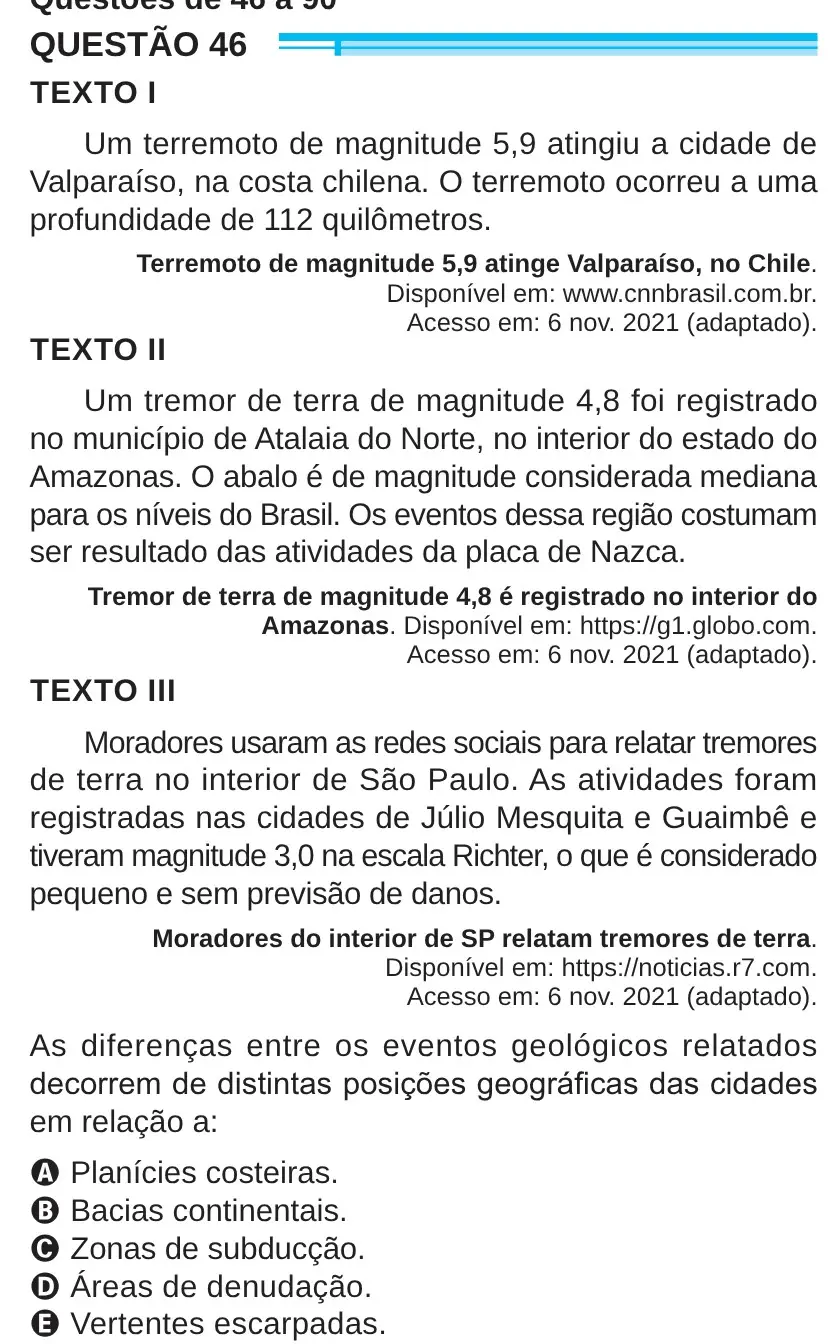 Questões de 46 a 90
QUESTÃO 46
TEXTO I
Um terremoto de magnitude 5,9 atingiu a cidade de
Valparaíso, na costa chilena. O terremoto ocorreu a uma
profundidade de 112 quilômetros.
Terremoto de magnitude 5,9 atinge Valparaíso, no Chile.
Disponível em: www.cnnbrasil.com.br.
Acesso em: 6 nov. 2021 (adaptado).
TEXTO II
Um tremor de terra de magnitude 4,8 foi registrado
no município de Atalaia do Norte, no interior do estado do
Amazonas. O abalo é de magnitude considerada mediana
para os níveis do Brasil. Os eventos dessa região costumam
ser resultado das atividades da placa de Nazca.
Tremor de terra de magnitude 4,8 é registrado no interior do
Amazonas. Disponível em: https://g1.globo.com.
Acesso em: 6 nov. 2021 (adaptado).
TEXTO III
Moradores usaram as redes sociais para relatar tremores
de terra no interior de São Paulo. As atividades foram
registradas nas cidades de Júlio Mesquita e Guaimbê e
tiveram magnitude 3,0 na escala Richter, o que é considerado
pequeno e sem previsão de danos.
Moradores do interior de SP relatam tremores de terra.
Disponível em: https://noticias.r7.com.
Acesso em: 6 nov. 2021 (adaptado).
As diferenças entre os eventos geológicos relatados
decorrem de distintas posições geográficas das cidades
em relação a:
A Planícies costeiras.
B Bacias continentais.
C Zonas de subducção.
D Áreas de denudação.
E Vertentes escarpadas.